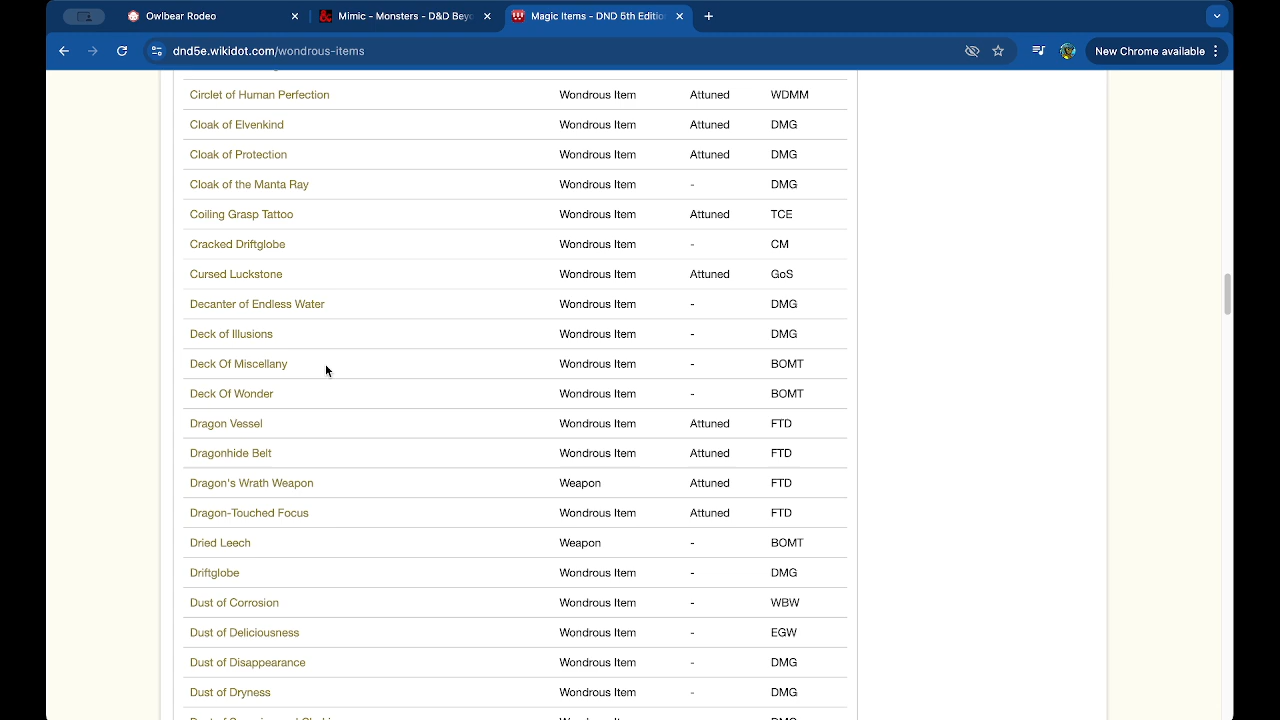 Owlbear Rodeo
Mimic - Monsters - D&D Bey
Magic Items - DND 5th Editio
dnd5e.wikidot.com/wondrous-items
New Chrome available
Circlet of Human Perfection Wondrous Item Attuned WDMM
Cloak of Elvenkind Wondrous Item Attuned DMG
Cloak of Protection Wondrous Item Attuned DMG
Cloak of the Manta Ray Wondrous Item - DMG
Coiling Grasp Tattoo Wondrous Item Attuned TCE
Cracked Driftglobe Wondrous Item - CM
Cursed Luckstone Wondrous Item Attuned GoS
Decanter of Endless Water Wondrous Item - DMG
Deck of Illusions Wondrous Item - DMG
Deck Of Miscellany Wondrous Item - BOMT
Deck Of Wonder Wondrous Item - BOMT
Dragon Vessel Wondrous Item Attuned FTD
Dragonhide Belt Wondrous Item Attuned FTD
Dragon's Wrath Weapon Weapon Attuned FTD
Dragon-Touched Focus Wondrous Item Attuned FTD
Dried Leech Weapon - BOMT
Driftglobe Wondrous Item - DMG
Dust of Corrosion Wondrous Item - WBW
Dust of Deliciousness Wondrous Item - EGW
Dust of Disappearance Wondrous Item - DMG
Dust of Dryness Wondrous Item - DMG